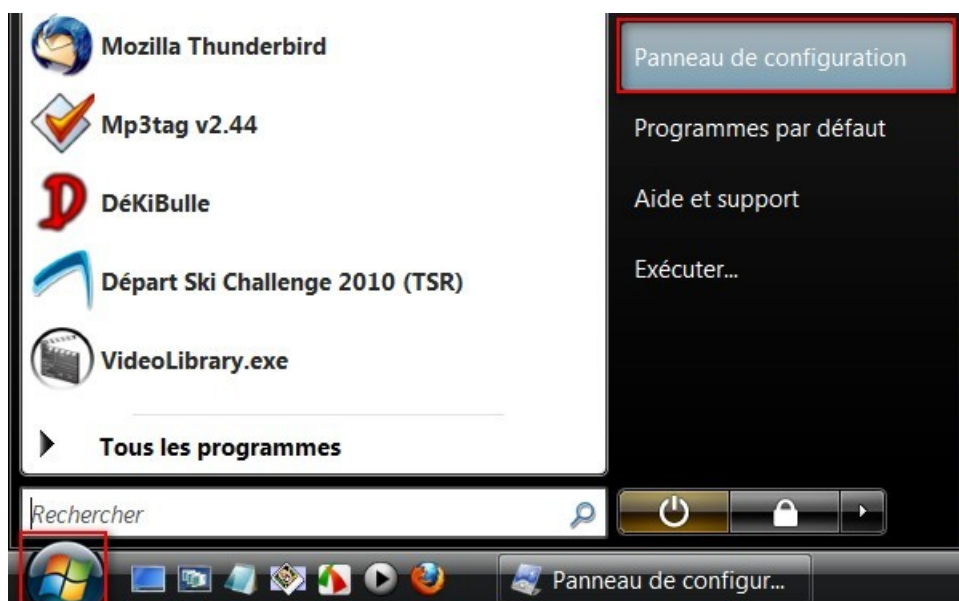 Mozilla Thunderbird
Mp3tag v2.44
DéKiBulle
Départ Ski Challenge 2010 (TSR)
VideoLibrary.exe
Tous les programmes
Rechercher
Panneau de configuration
Programmes par défaut
Aide et support
Exécuter...
Panneau de configur...